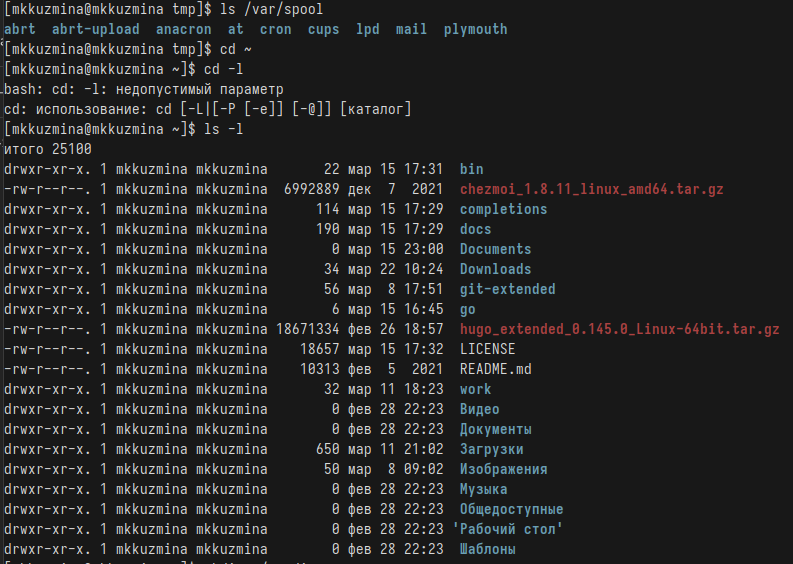 [mkkuzmina@mkkuzmina tmp]$ ls /var/spool
abrt  abrt-upload  anacron  at  cron  cups  lpd  mail  plymouth
[mkkuzmina@mkkuzmina tmp]$ cd ~
[mkkuzmina@mkkuzmina ~]$ cd -l
bash: cd: -l: недопустимый параметр
cd: использование: cd [-L|[-P [-e]] [-@]] [каталог]
[mkkuzmina@mkkuzmina ~]$ ls -l
итого 25100
drwxr-xr-x. 1 mkkuzmina mkkuzmina       22 мар 15 17:31  bin
-rw-r--r--. 1 mkkuzmina mkkuzmina  6992889 дек  7  2021  chezmoi_1.8.11_linux_amd64.tar.gz
drwxr-xr-x. 1 mkkuzmina mkkuzmina      114 мар 15 17:29  completions
drwxr-xr-x. 1 mkkuzmina mkkuzmina      190 мар 15 17:29  docs
drwxr-xr-x. 1 mkkuzmina mkkuzmina        0 мар 15 23:00  Documents
drwxr-xr-x. 1 mkkuzmina mkkuzmina       34 мар 22 10:24  Downloads
drwxr-xr-x. 1 mkkuzmina mkkuzmina       56 мар  8 17:51  git-extended
drwxr-xr-x. 1 mkkuzmina mkkuzmina        6 мар 15 16:45  go
-rw-r--r--. 1 mkkuzmina mkkuzmina 18671334 фев 26 18:57  hugo_extended_0.145.0_Linux-64bit.tar.gz
-rw-r--r--. 1 mkkuzmina mkkuzmina    18657 мар 15 17:32  LICENSE
-rw-r--r--. 1 mkkuzmina mkkuzmina    10313 фев  5  2021  README.md
drwxr-xr-x. 1 mkkuzmina mkkuzmina       32 мар 11 18:23  work
drwxr-xr-x. 1 mkkuzmina mkkuzmina        0 фев 28 22:23  Видео
drwxr-xr-x. 1 mkkuzmina mkkuzmina        0 фев 28 22:23  Документы
drwxr-xr-x. 1 mkkuzmina mkkuzmina      650 мар 11 21:02  Загрузки
drwxr-xr-x. 1 mkkuzmina mkkuzmina       50 мар  8 09:02  Изображения
drwxr-xr-x. 1 mkkuzmina mkkuzmina        0 фев 28 22:23  Музыка
drwxr-xr-x. 1 mkkuzmina mkkuzmina        0 фев 28 22:23  Общедоступные
drwxr-xr-x. 1 mkkuzmina mkkuzmina        0 фев 28 22:23 'Рабочий стол'
drwxr-xr-x. 1 mkkuzmina mkkuzmina        0 фев 28 22:23  Шаблоны